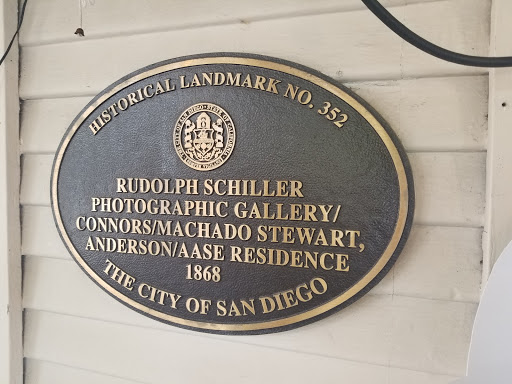 HISTORICAL LANDMARK NO. 352
RUDOLPH SCHILLER
PHOTOGRAPHIC GALLERY/
CONNORS/MACHADO STEWART,
ANDERSON/AASE RESIDENCE
1868
THE CITY OF SAN DIEGO